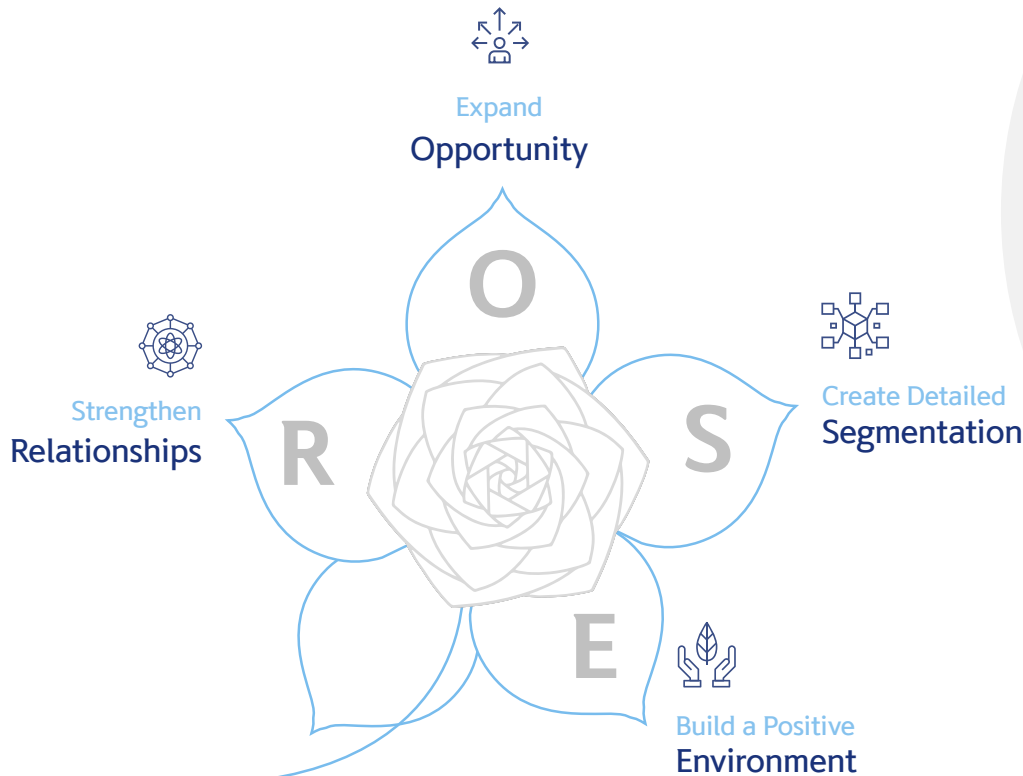 Expand
Opportunity
O
Strengthen
Relationships
R
S
Create Detailed
Segmentation
E
Build a Positive
Environment